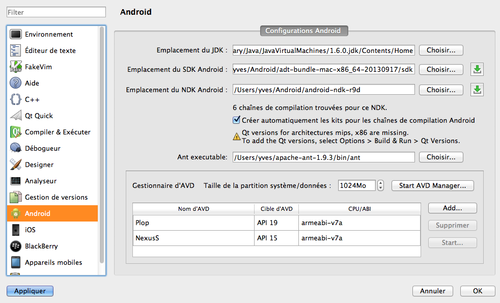 Filter
Android
Environnement
Éditeur de texte
FakeVim
Aide
C++
Qt Quick
Compiler & Exécuter
Débogueur
Designer
Analyseur
Gestion de versions
Android
iOS
BlackBerry
Appareils mobiles
Configurations Android
Emplacement du JDK : ary/Java/JavaVirtualMachines/1.6.0.jdk/Contents/Home Choisir...
Emplacement du SDK Android : yves/Android/adt-bundle-mac-x86_64-20130917/sdk Choisir...
Emplacement du NDK Android : /Users/yves/Android/android-ndk-r9d Choisir...
6 chaînes de compilation trouvées pour ce NDK.
Créer automatiquement les kits pour les chaînes de compilation Android
Qt versions for architectures mips, x86 are missing.
To add the Qt versions, select Options > Build & Run > Qt Versions.
Ant executable: /Users/yves/apache-ant-1.9.3/bin/ant Choisir...
Gestionnaire d'AVD Taille de la partition système/données : 1024Mo Start AVD Manager...
Nom d'AVD Cible d'AVD CPU/ABI
Plop API 19 armeabi-v7a
NexusS API 15 armeabi-v7a
Add...
Supprimer
Start...
Appliquer Annuler OK